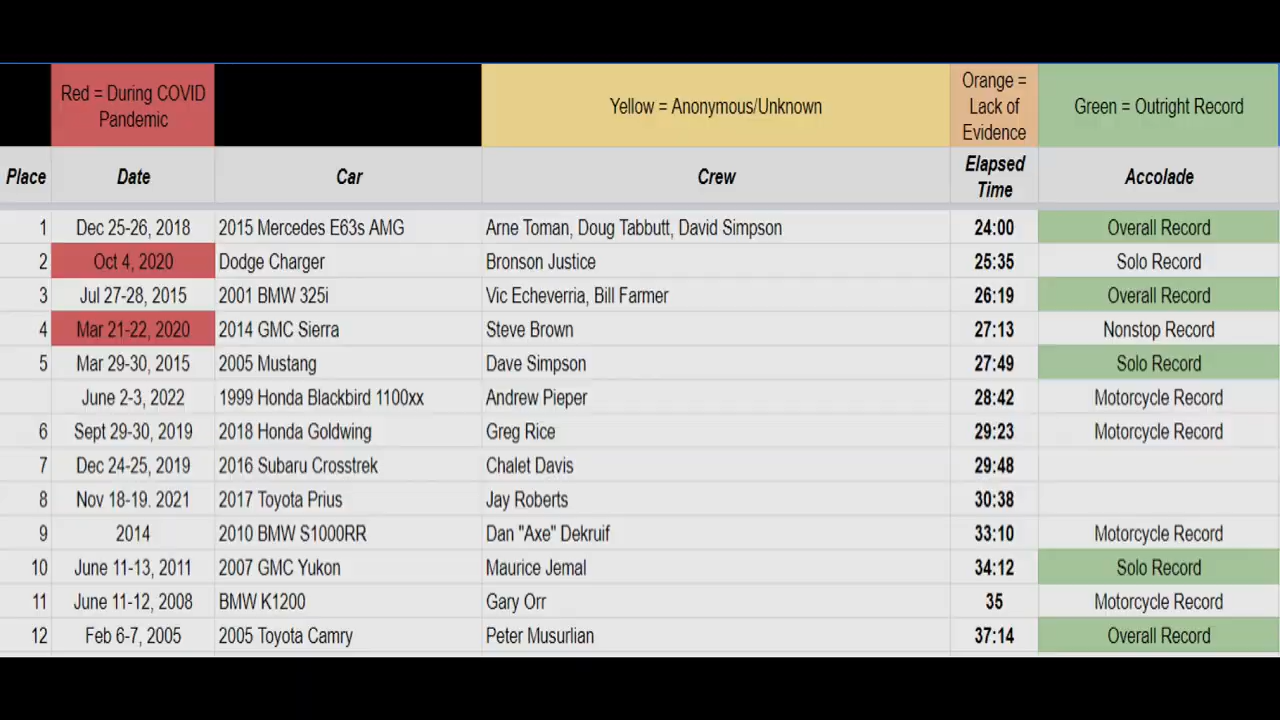 Red = During COVID Pandemic
Yellow = Anonymous/Unknown
Orange = Lack of Evidence
Green = Outright Record
Place Date Car Crew Elapsed Time Accolade
1 Dec 25-26, 2018 2015 Mercedes E63s AMG Arne Toman, Doug Tabbutt, David Simpson 24:00 Overall Record
2 Oct 4, 2020 Dodge Charger Bronson Justice 25:35 Solo Record
3 Jul 27-28, 2015 2001 BMW 325i Vic Echeverria, Bill Farmer 26:19 Overall Record
4 Mar 21-22, 2020 2014 GMC Sierra Steve Brown 27:13 Nonstop Record
5 Mar 29-30, 2015 2005 Mustang Dave Simpson 27:49 Solo Record
June 2-3, 2022 1999 Honda Blackbird 1100xx Andrew Pieper 28:42 Motorcycle Record
6 Sept 29-30, 2019 2018 Honda Goldwing Greg Rice 29:23 Motorcycle Record
7 Dec 24-25, 2019 2016 Subaru Crosstrek Chalet Davis 29:48
8 Nov 18-19. 2021 2017 Toyota Prius Jay Roberts 30:38
9 2014 2010 BMW S1000RR Dan "Axe" Dekruif 33:10 Motorcycle Record
10 June 11-13, 2011 2007 GMC Yukon Maurice Jemal 34:12 Solo Record
11 June 11-12, 2008 BMW K1200 Gary Orr 35 Motorcycle Record
12 Feb 6-7, 2005 2005 Toyota Camry Peter Musurlian 37:14 Overall Record